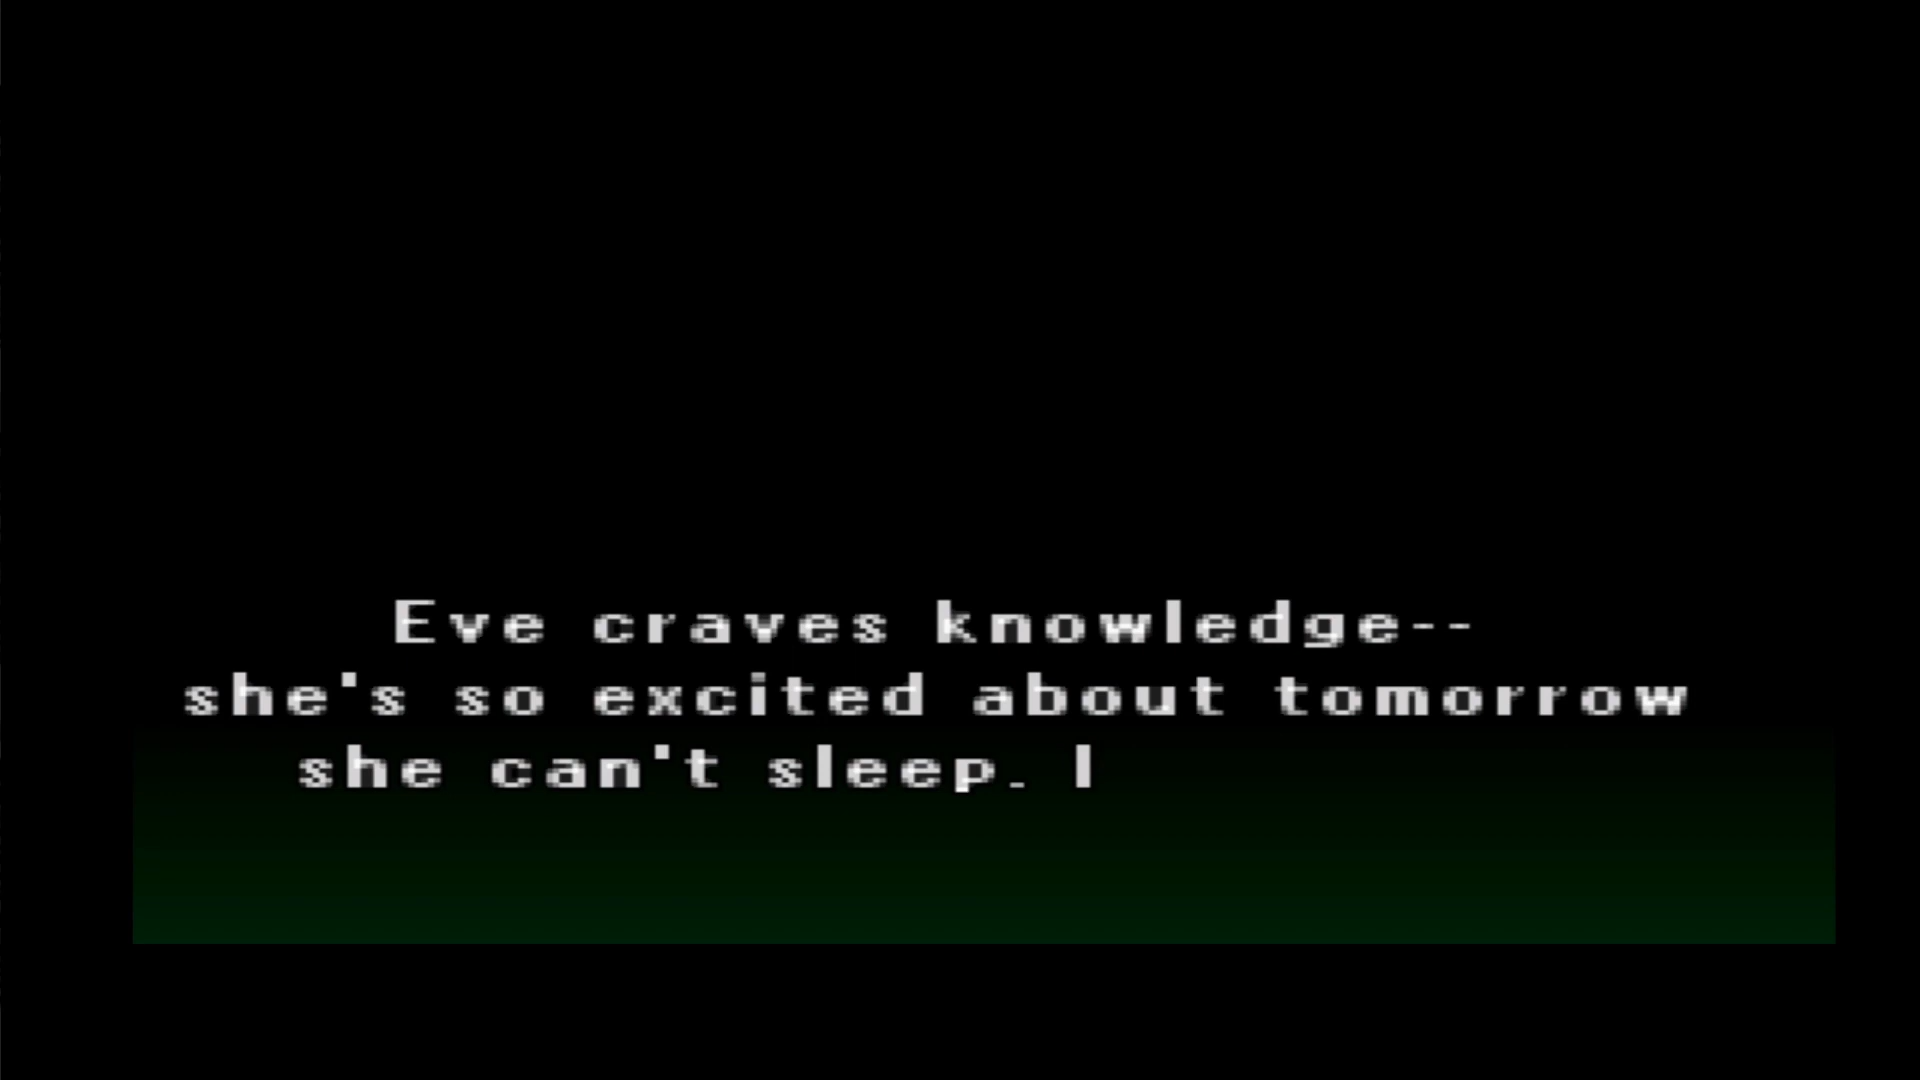 Eve craves knowledge--
she's so excited about tomorrow
she can't sleep. I